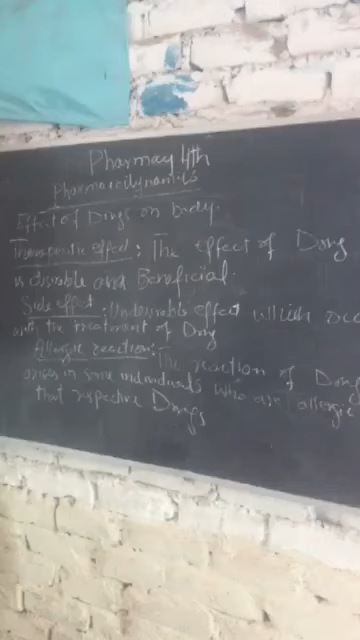 Pharmacy 4th
Pharmacodynamics
Effect of Drugs on body.
Therapeutic effect: The effect of Drug
is desirable and Beneficial.
Side effect: Undesirable effect which occ
with the treatment of Drug
Allergic reaction:- The reaction of Drug
arises in some individuals who are allergic
that respective Drugs